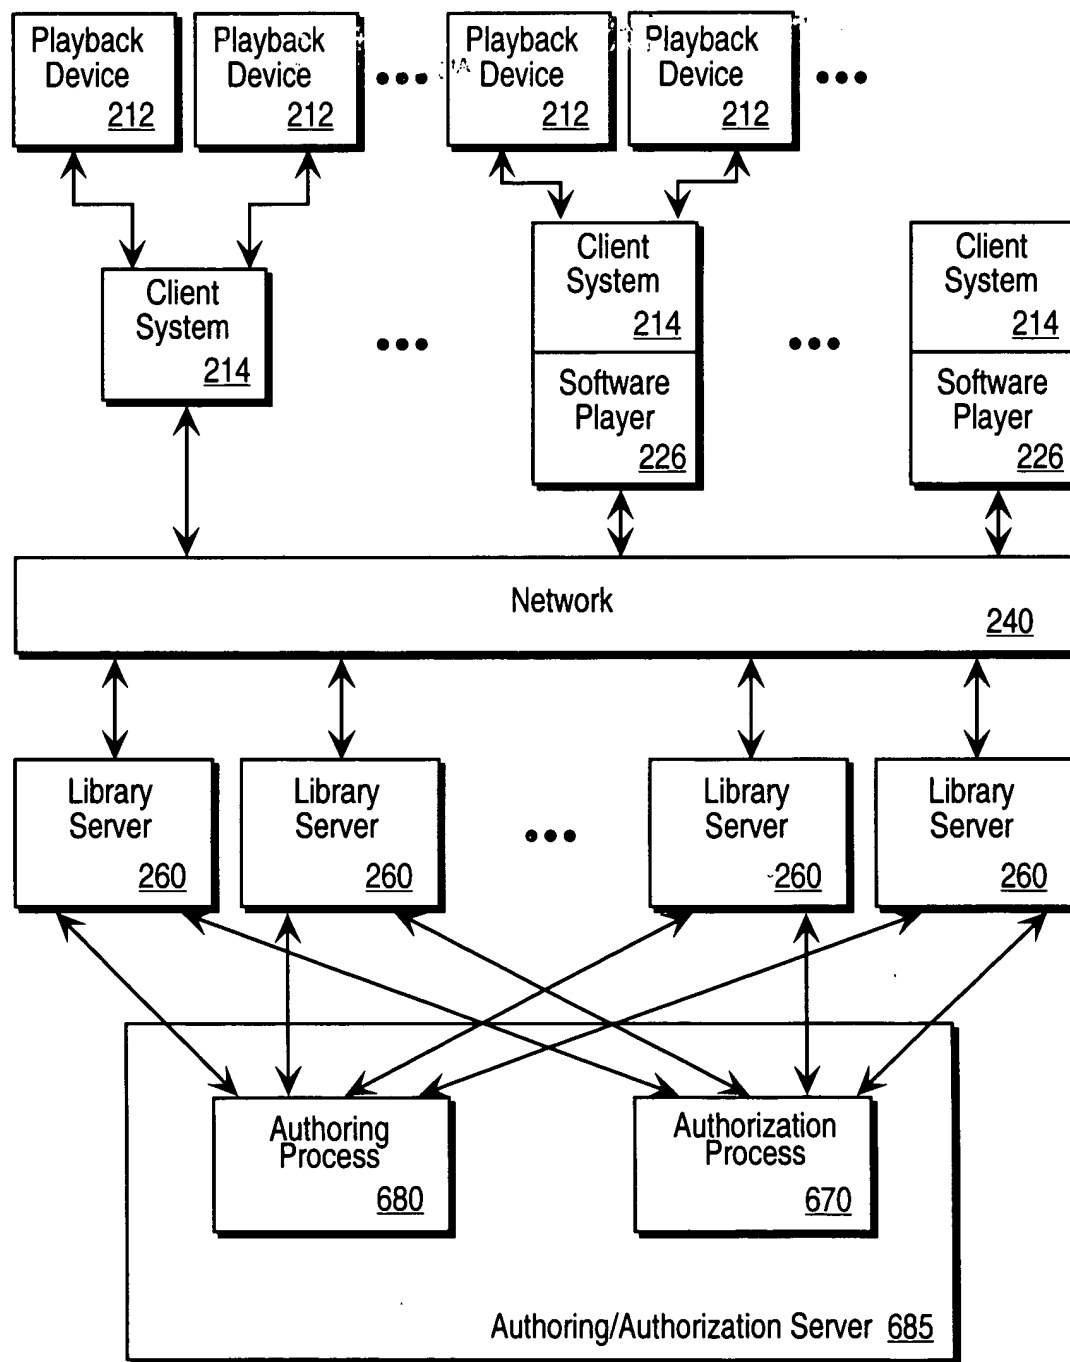 Playback
Device
212
Playback
Device
212
Playback
Device
212
Playback
Device
212
Client
System
214
Client
System
214
Software
Player
226
Client
System
214
Software
Player
226
Network
240
Library
Server
260
Library
Server
260
Library
Server
260
Library
Server
260
Authoring
Process
680
Authorization
Process
670
Authoring/Authorization Server 685